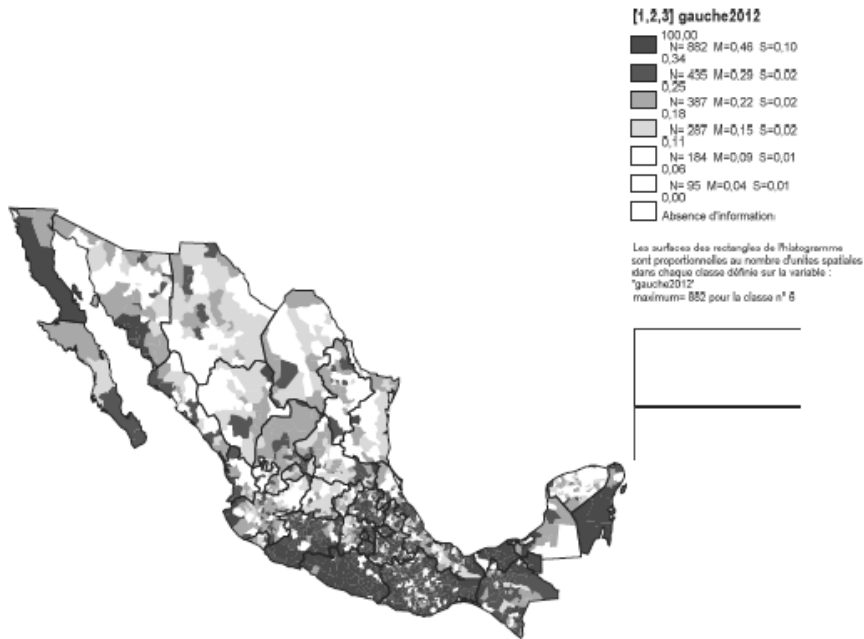 [1,2,3] gauche2012
100,00
N= 882 M=0,46 S=0,10
0,34
N= 435 M=0,29 S=0,02
0,25
N= 387 M=0,22 S=0,02
0,18
N= 287 M=0,15 S=0,02
0,11
N= 184 M=0,09 S=0,01
0,06
N= 95 M=0,04 S=0,01
0,00
Absence d'information
Les surfaces des rectangles de l'histogramme
sont proportionnelles au nombre d'unites spatiales
dans chaque classe définie sur la variable :
"gauche2012'
maximum= 882 pour la classe n° 6